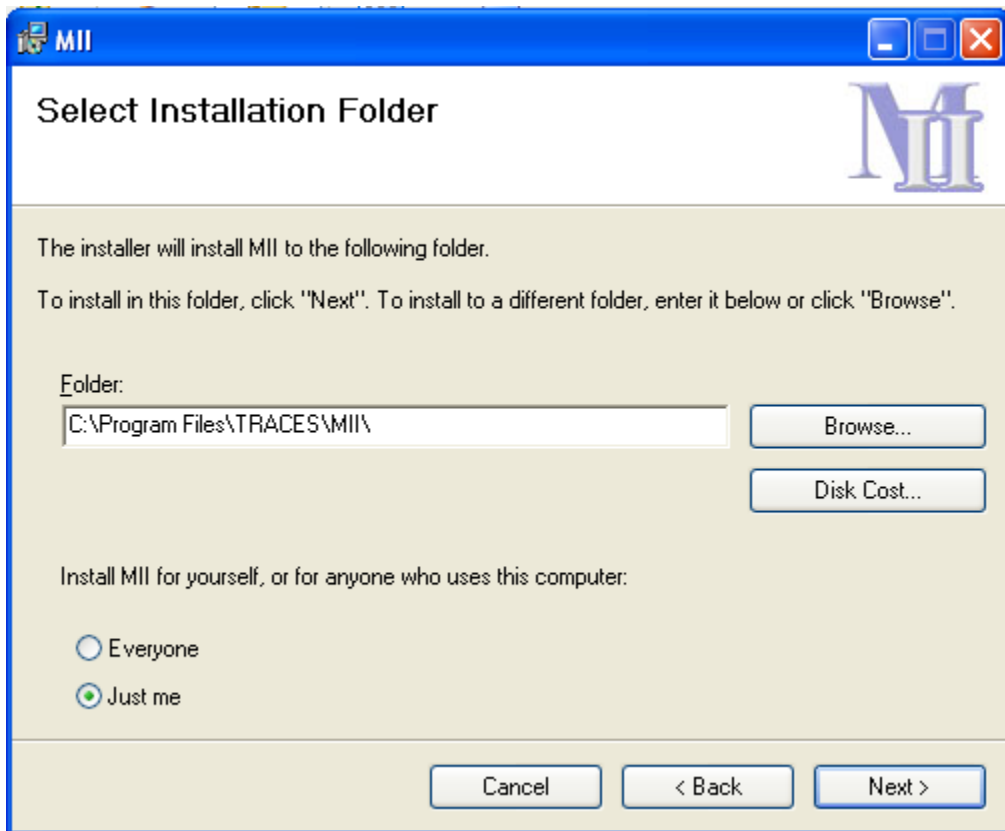 MII
Select Installation Folder
MII
The installer will install MII to the following folder.
To install in this folder, click "Next". To install to a different folder, enter it below or click "Browse".
Folder:
C:\Program Files\TRACES\MII\
Browse...
Disk Cost...
Install MII for yourself, or for anyone who uses this computer:
Everyone
Just me
Cancel
< Back
Next >